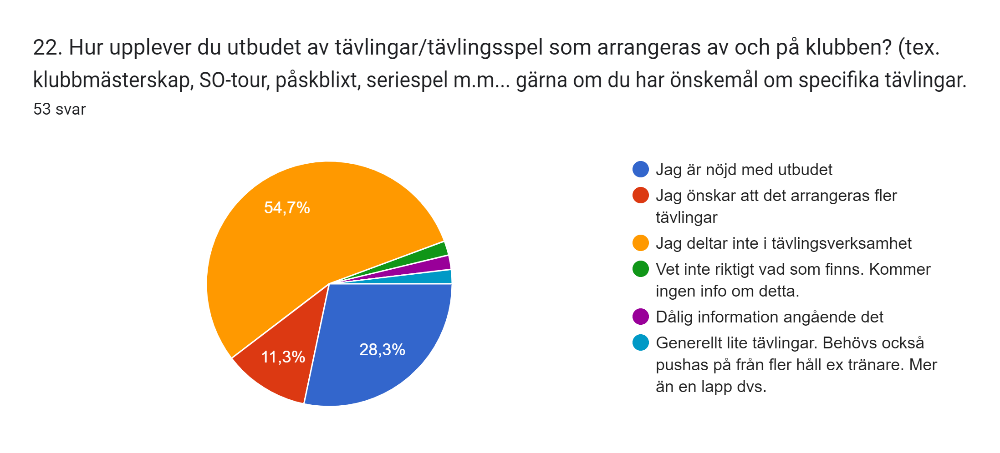 22. Hur upplever du utbudet av tävlingar/tävlingsspel som arrangeras av och på klubben? (tex.
klubbmästerskap, SO-tour, påskblixt, seriespel m.m... gärna om du har önskemål om specifika tävlingar.
53 svar
54,7%
11,3%
28,3%
Jag är nöjd med utbudet
Jag önskar att det arrangeras fler
tävlingar
Jag deltar inte i tävlingsverksamhet
Vet inte riktigt vad som finns. Kommer
ingen info om detta.
Dålig information angående det
Generellt lite tävlingar. Behövs också
pushas på från fler håll ex tränare. Mer
än en lapp dvs.